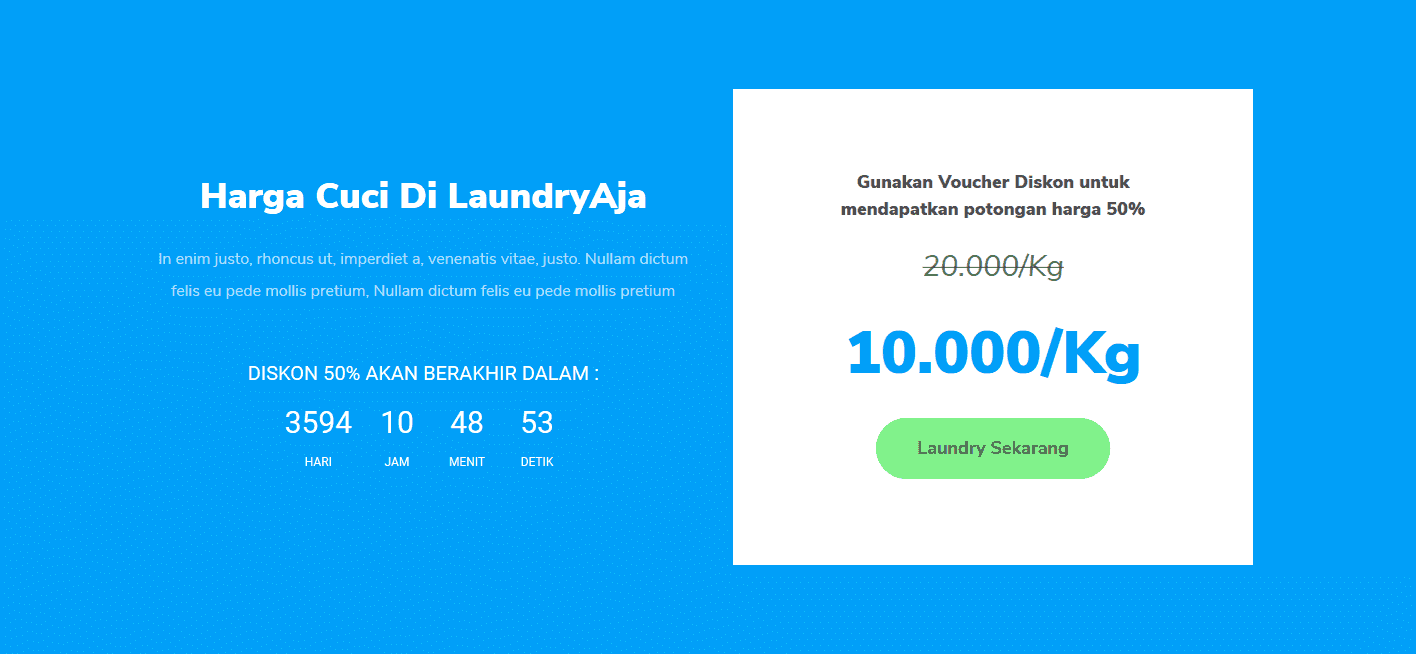 Harga Cuci Di LaundryAja
In enim justo, rhoncus ut, imperdiet a, venenatis vitae, justo. Nullam dictum
felis eu pede mollis pretium, Nullam dictum felis eu pede mollis pretium
DISKON 50% AKAN BERAKHIR DALAM :
3594 10 48 53
HARI JAM MENIT DETIK
Gunakan Voucher Diskon untuk
mendapatkan potongan harga 50%
20.000/Kg
10.000/Kg
Laundry Sekarang